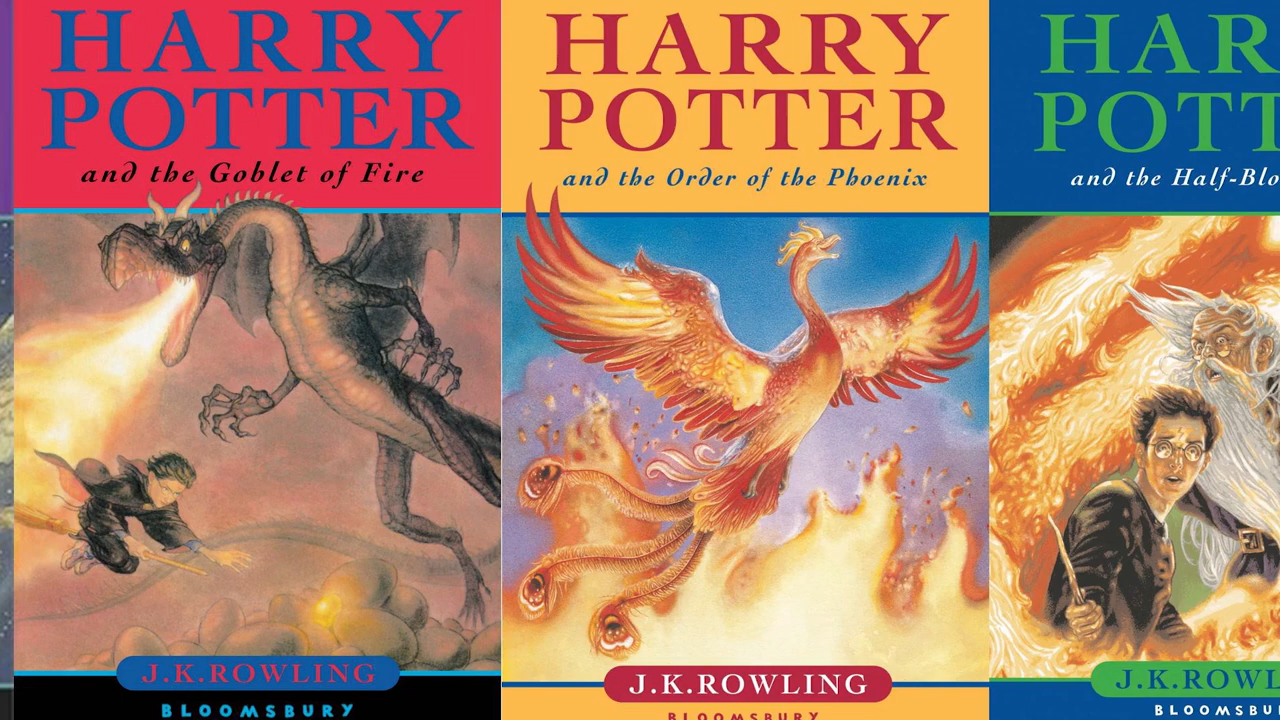 HARRY
POTTER
and the Goblet of Fire
J.K.ROWLING
BLOOMSBURY
HARRY
POTTER
and the Order of the Phoenix
J.K.ROWLING
BLOOMSBURY
HAR
POTT
and the Half-Blo
J.K.ROWL
BLOOMSBU